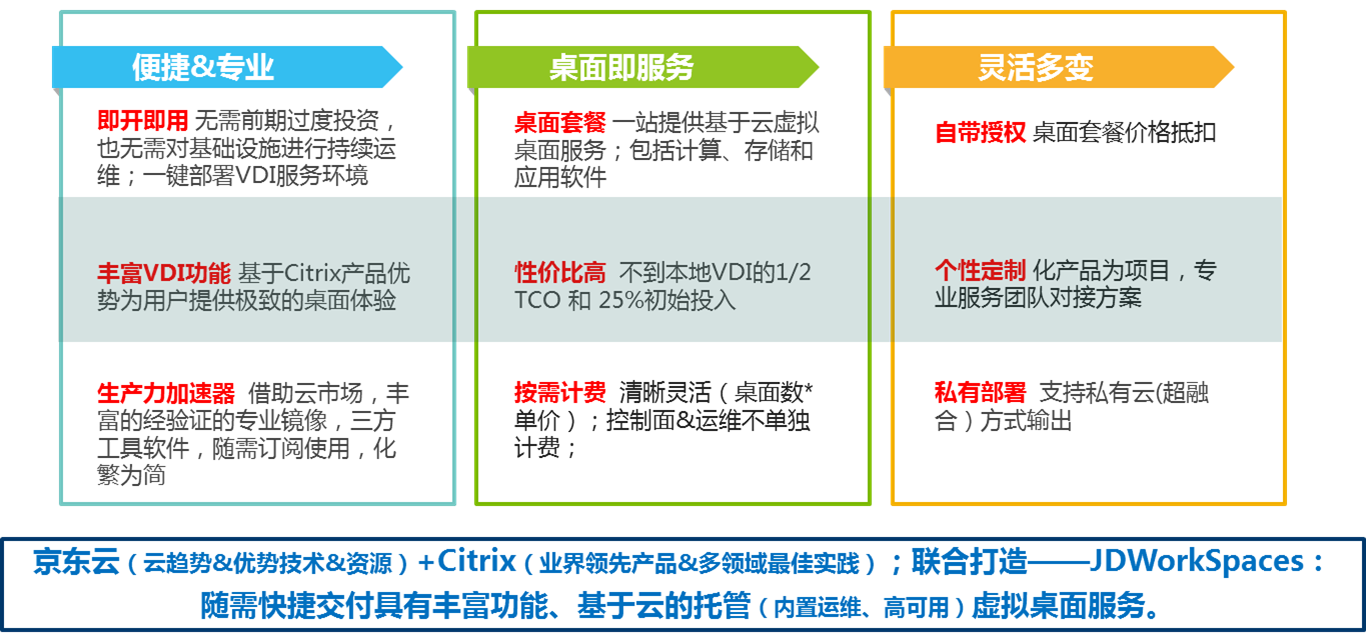 便捷&专业
即开即用 无需前期过度投资，
也无需对基础设施进行持续运
维；一键部署VDI服务环境
丰富VDI功能 基于Citrix产品优
势为用户提供极致的桌面体验
生产力加速器 借助云市场，丰
富的经验证的专业镜像，三方
工具软件，随需订阅使用，化
繁为简
桌面即服务
桌面套餐 一站提供基于云虚拟
桌面服务；包括计算、存储和
应用软件
性价比高 不到本地VDI的1/2
TCO 和 25%初始投入
按需计费 清晰灵活（桌面数*
单价）；控制面&运维不单独
计费；
灵活多变
自带授权 桌面套餐价格抵扣
个性定制 化产品为项目，专
业服务团队对接方案
私有部署 支持私有云(超融
合）方式输出
京东云（云趋势&优势技术&资源）+Citrix（业界领先产品&多领域最佳实践）；联合打造——JDWorkSpaces：
随需快捷交付具有丰富功能、基于云的托管（内置运维、高可用）虚拟桌面服务。